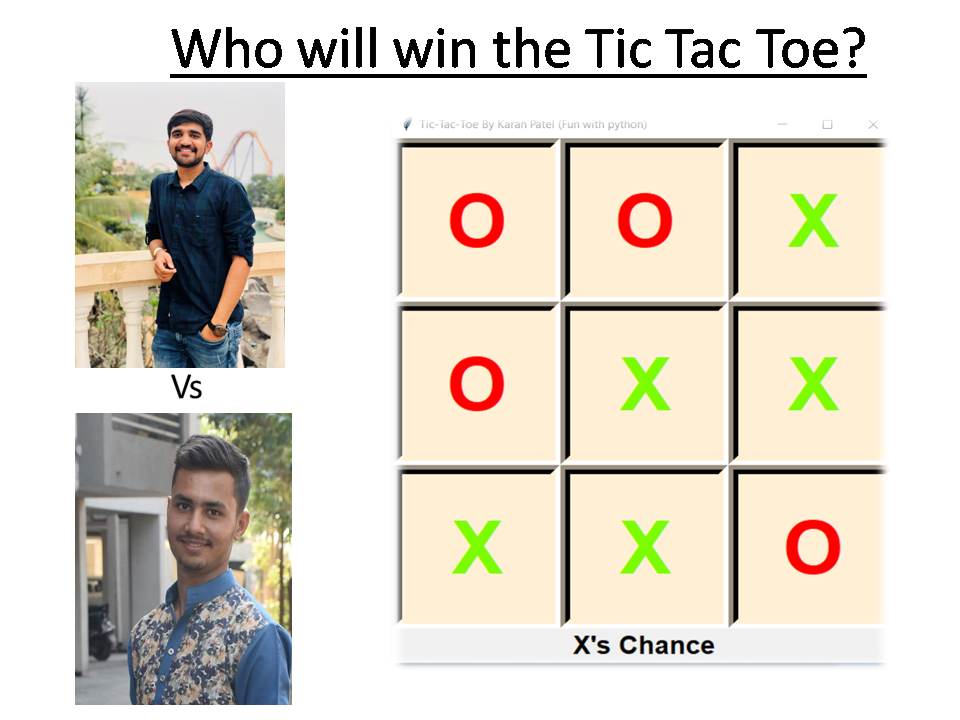 Who will win the Tic Tac Toe?
Tic-Tac-Toe By Karan Patel (Fun with python)
O O X
Vs
O X X
X X O
X's Chance